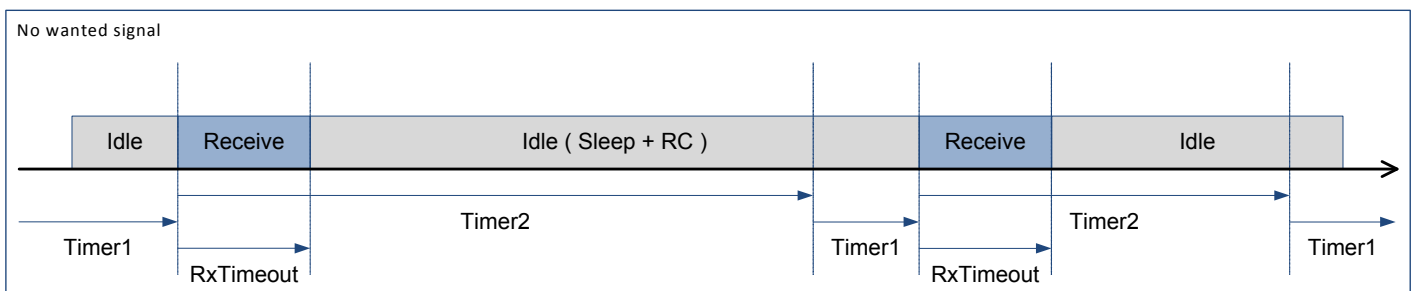 No wanted signal
Idle
Receive
Idle ( Sleep + RC )
Receive
Idle
Timer2
Timer2
Timer1
Timer1
Timer1
RxTimeout
RxTimeout